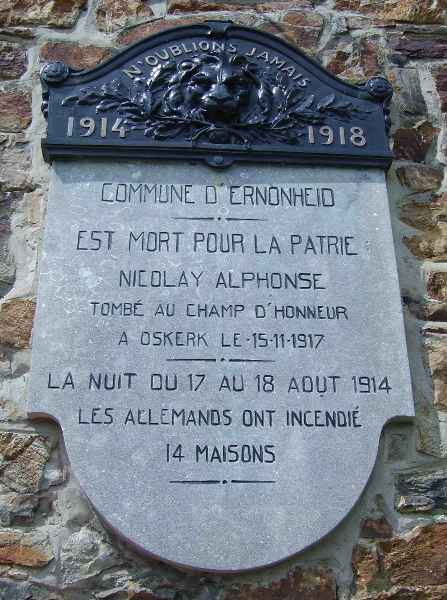 N'OUBLIONS JAMAIS
1914 1918
COMMUNE D'ERNONHEID
EST MORT POUR LA PATRIE
NICOLAY ALPHONSE
TOMBÉ AU CHAMP D'HONNEUR
A OSKERK LE·15·11·1917
LA NUIT DU 17 AU 18 AOUT 1914
LES ALLEMANDS ONT INCENDIÉ
14 MAISONS